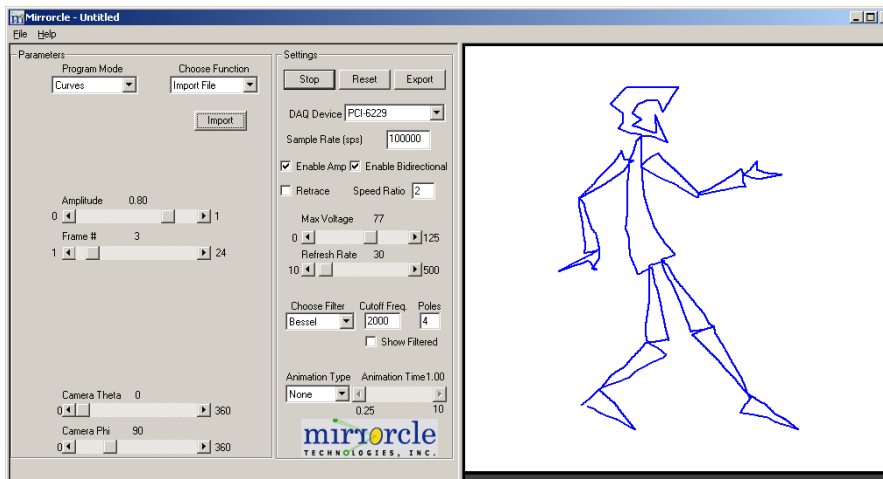 Mirrorcle - Untitled
File Help
Parameters
Program Mode Choose Function
Curves Import File
Import
Amplitude 0.80
0 1
Frame # 3
1 24
Camera Theta 0
0 360
Camera Phi 90
0 360
Settings
Stop Reset Export
DAQ Device PCI-6229
Sample Rate (sps) 100000
Enable Amp Enable Bidirectional
Retrace Speed Ratio 2
Max Voltage 77
0 125
Refresh Rate 30
10 500
Choose Filter Cutoff Freq. Poles
Bessel 2000 4
Show Filtered
Animation Type Animation Time 1.00
None
0.25 10
mirrorcle
TECHNOLOGIES, INC.